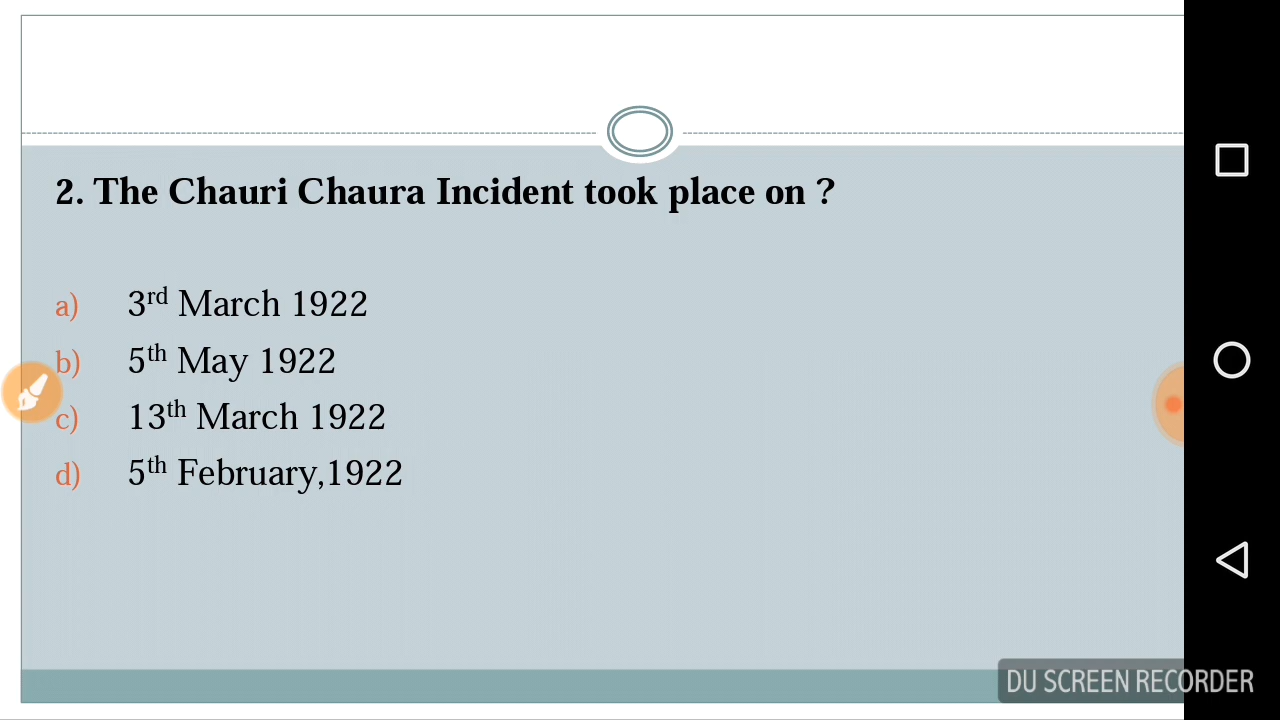 2. The Chauri Chaura Incident took place on ?
a) 3rd March 1922
b) 5th May 1922
c) 13th March 1922
d) 5th February,1922
DU SCREEN RECORDER